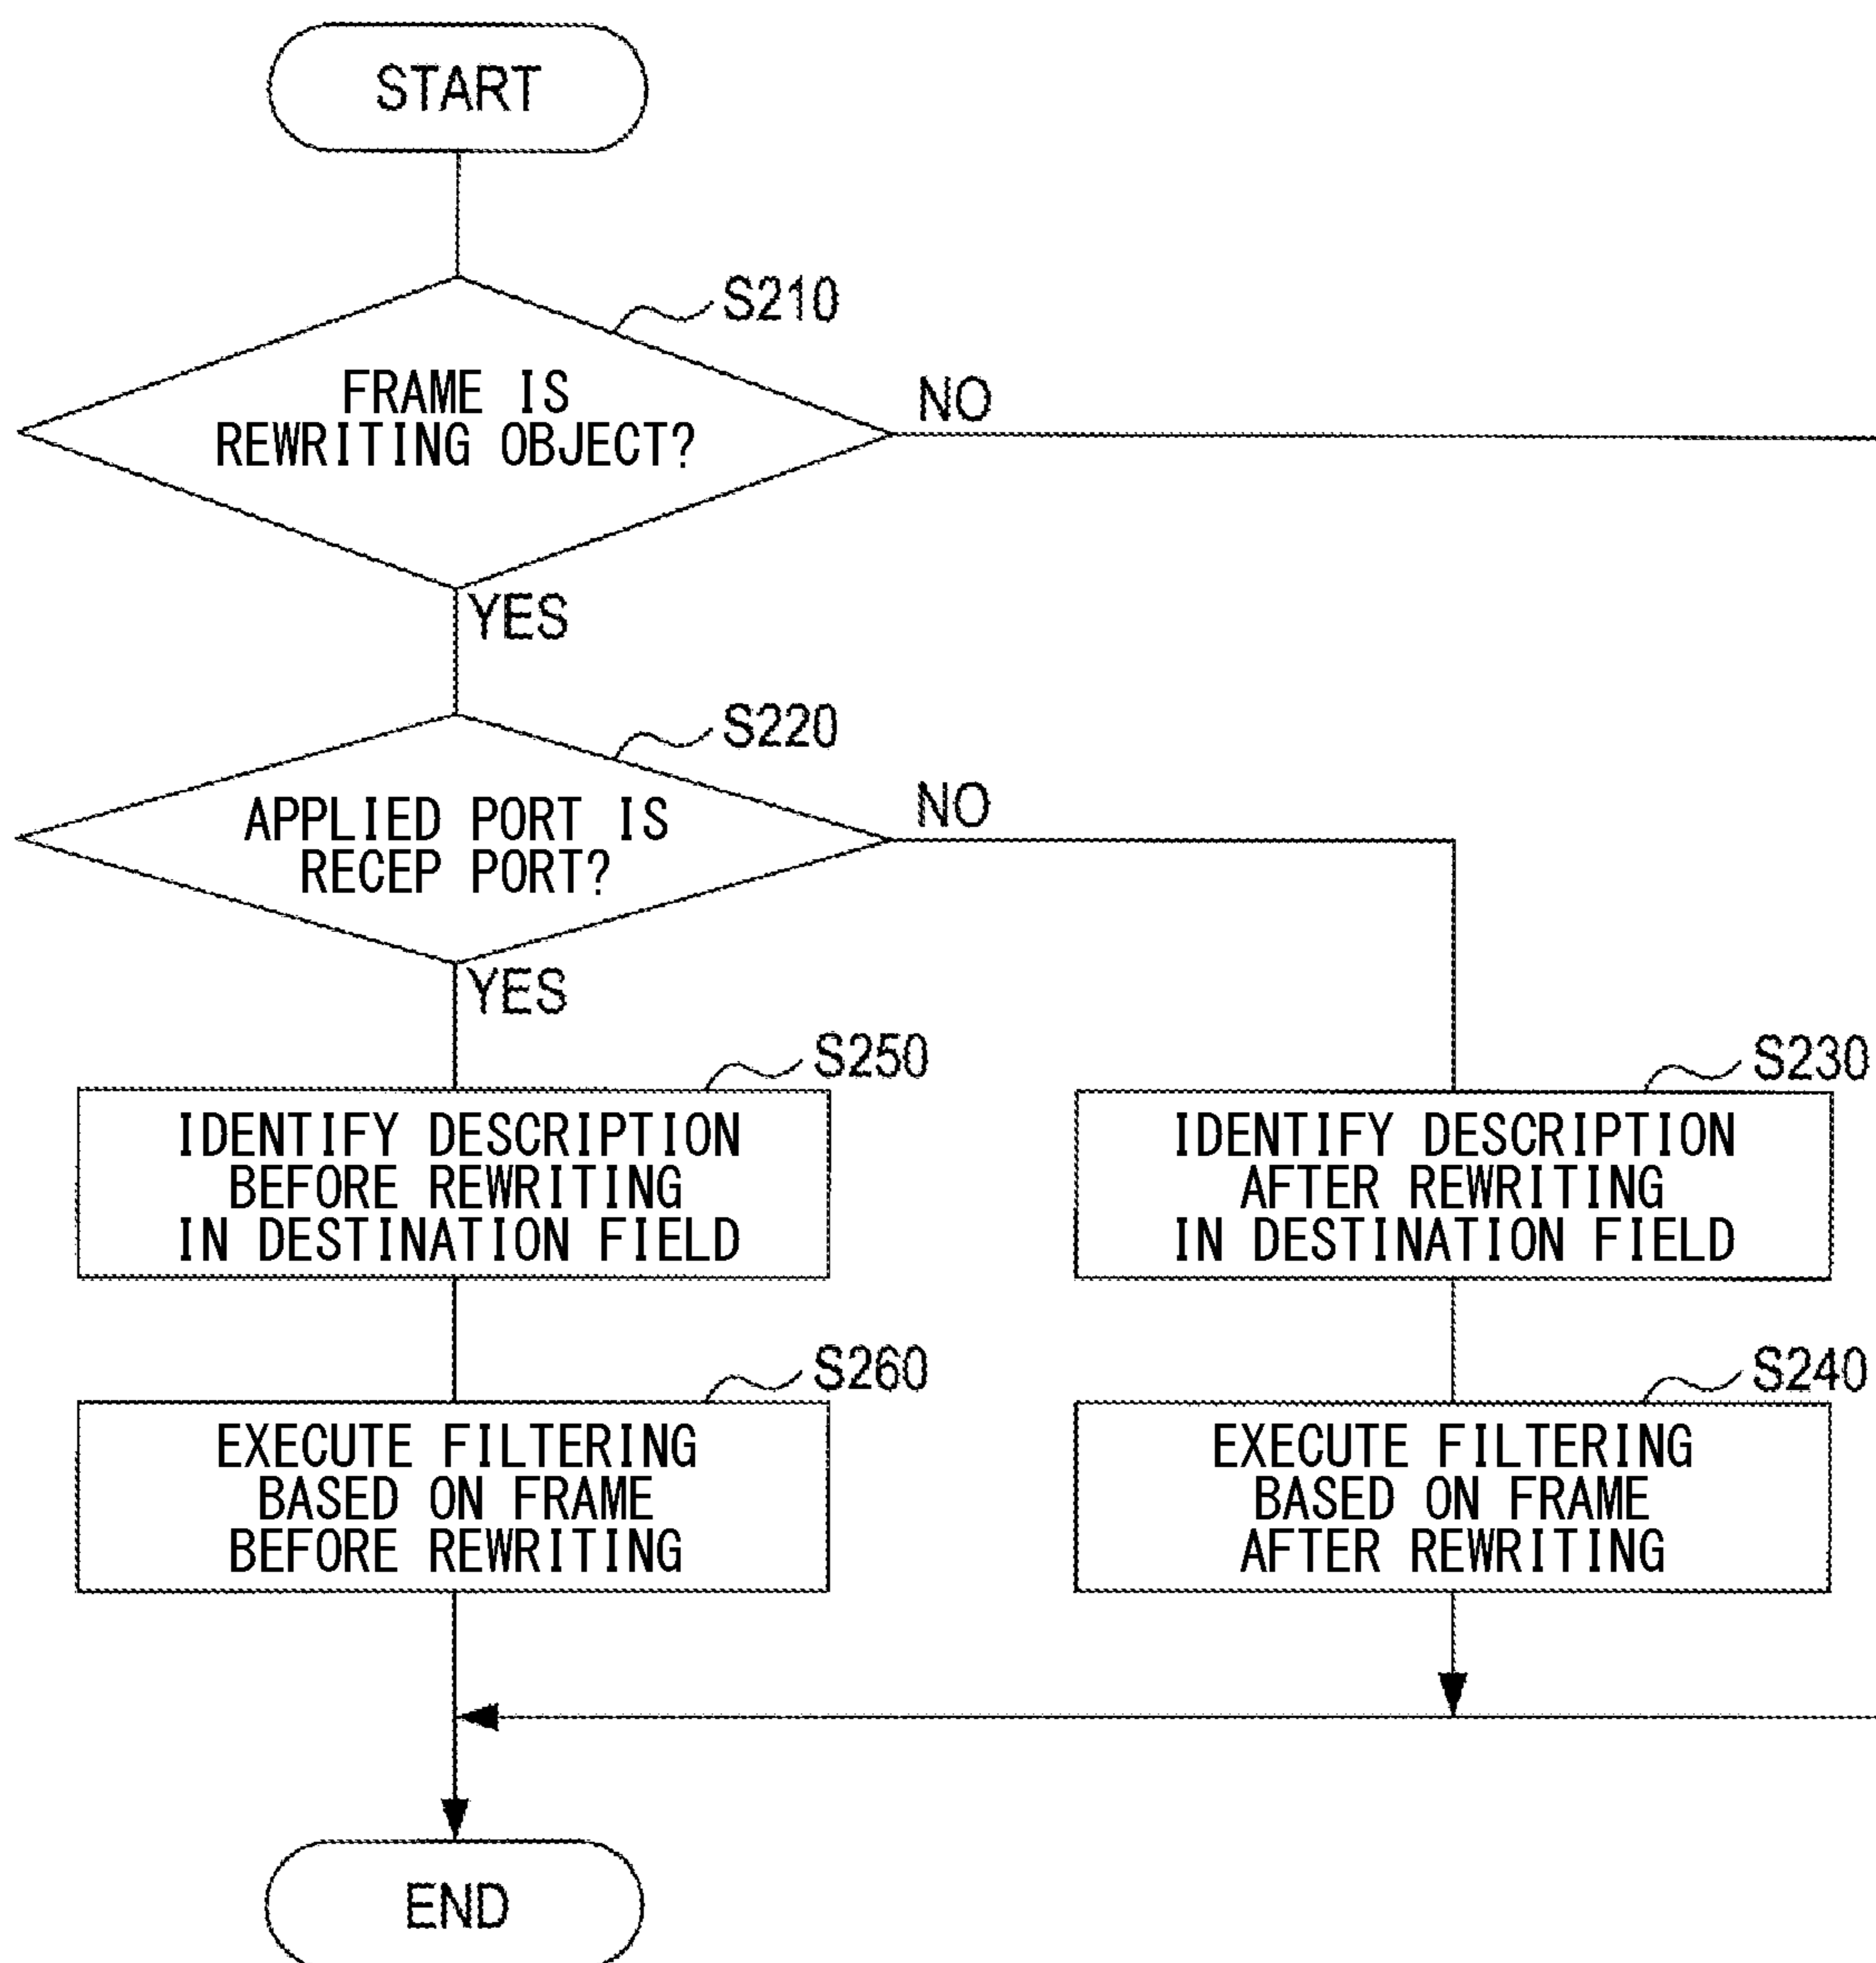 START
S210
FRAME IS
REWRITING OBJECT?
NO
YES
S220
APPLIED PORT IS
RECEP PORT?
NO
YES
S250
IDENTIFY DESCRIPTION
BEFORE REWRITING
IN DESTINATION FIELD
S230
IDENTIFY DESCRIPTION
AFTER REWRITING
IN DESTINATION FIELD
S260
EXECUTE FILTERING
BASED ON FRAME
BEFORE REWRITING
S240
EXECUTE FILTERING
BASED ON FRAME
AFTER REWRITING
END